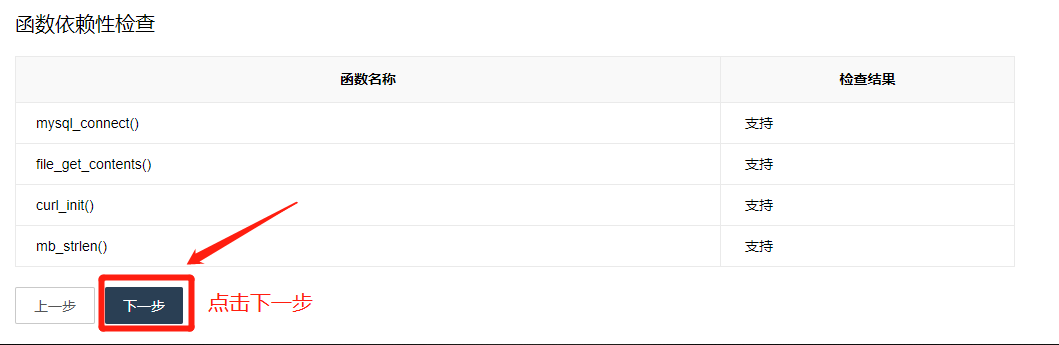 函数依赖性检查
函数名称 检查结果
mysql_connect() 支持
file_get_contents() 支持
curl_init() 支持
mb_strlen() 支持
上一步 下一步 点击下一步